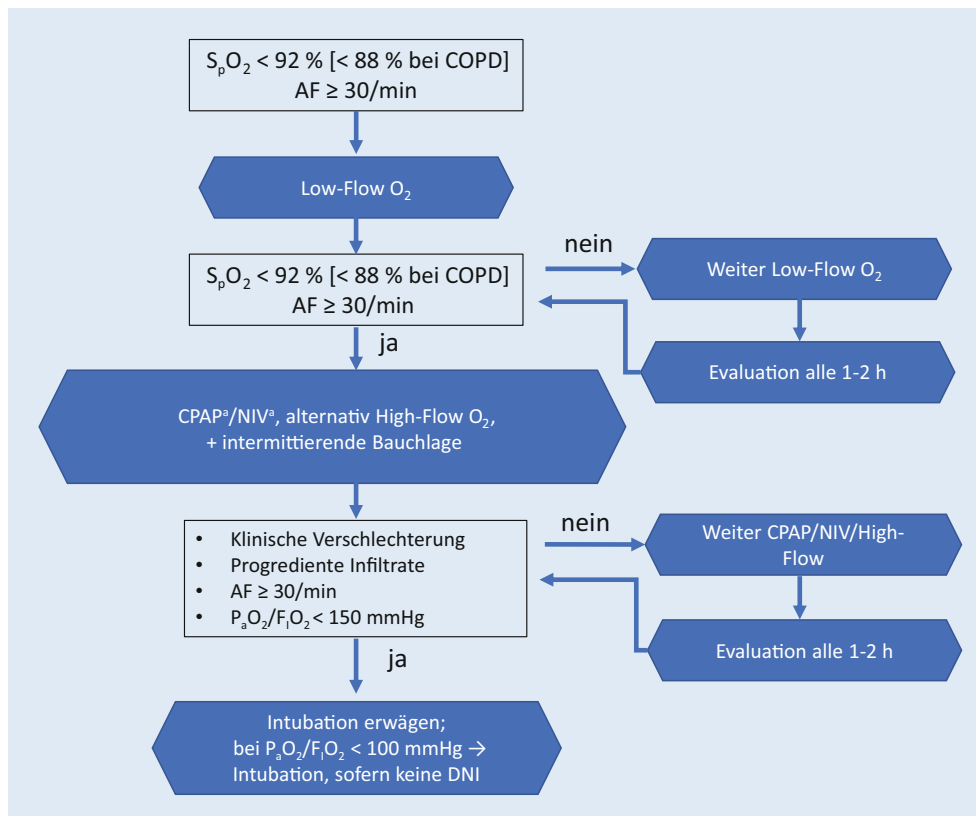 SpO2 < 92 % [< 88 % bei COPD]
AF ≥ 30/min
Low-Flow O2
SpO2 < 92 % [< 88 % bei COPD]
AF ≥ 30/min
nein
Weiter Low-Flow O2
Evaluation alle 1-2 h
ja
CPAPᵃ/NIVᵃ, alternativ High-Flow O2,
+ intermittierende Bauchlage
• Klinische Verschlechterung
• Progrediente Infiltrate
• AF ≥ 30/min
• PaO2/FIO2 < 150 mmHg
nein
Weiter CPAP/NIV/High-
Flow
Evaluation alle 1-2 h
ja
Intubation erwägen;
bei PaO2/FIO2 < 100 mmHg →
Intubation, sofern keine DNI